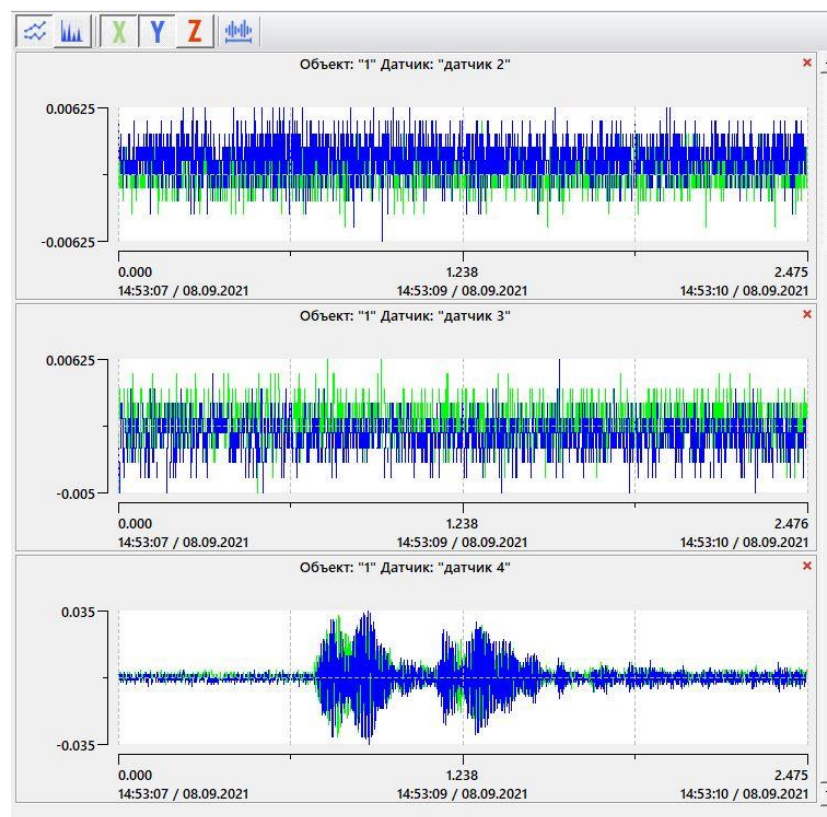 X Y Z
Объект: "1" Датчик: "датчик 2"
0.00625
-
-0.00625
0.000 1.238 2.475
14:53:07 / 08.09.2021 14:53:09 / 08.09.2021 14:53:10 / 08.09.2021
Объект: "1" Датчик: "датчик 3"
0.00625
-
-0.005
0.000 1.238 2.476
14:53:07 / 08.09.2021 14:53:09 / 08.09.2021 14:53:10 / 08.09.2021
Объект: "1" Датчик: "датчик 4"
0.035
-
-0.035
0.000 1.238 2.475
14:53:07 / 08.09.2021 14:53:09 / 08.09.2021 14:53:10 / 08.09.2021